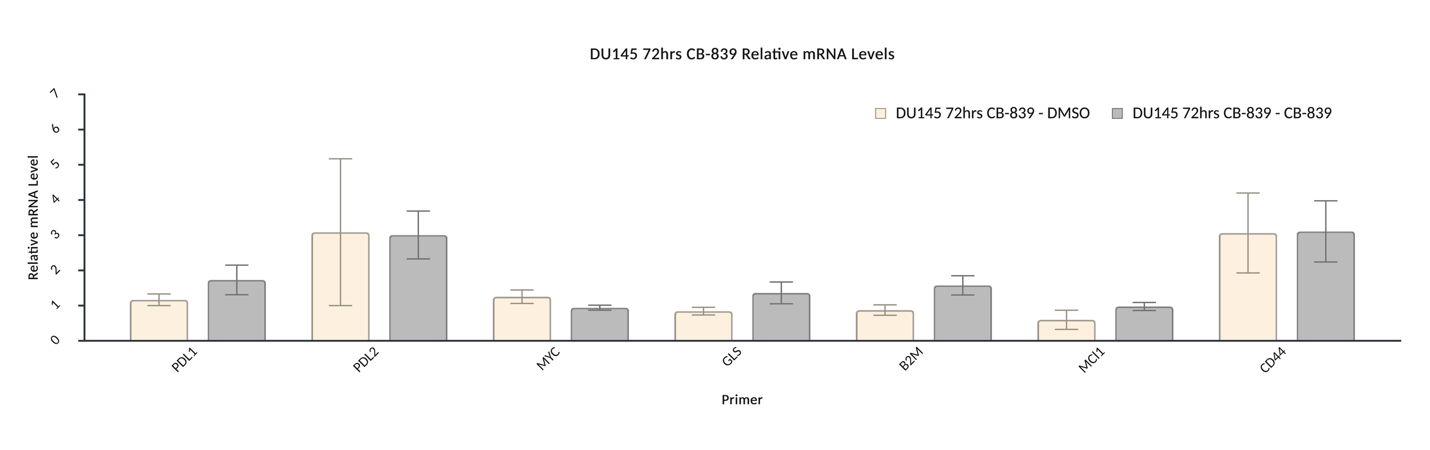 DU145 72hrs CB-839 Relative mRNA Levels
DU145 72hrs CB-839 - DMSO
DU145 72hrs CB-839 - CB-839
Relative mRNA Level
7
6
5
4
3
2
1
0
PDL1
PDL2
MYC
GLS
B2M
MCl1
CD44
Primer